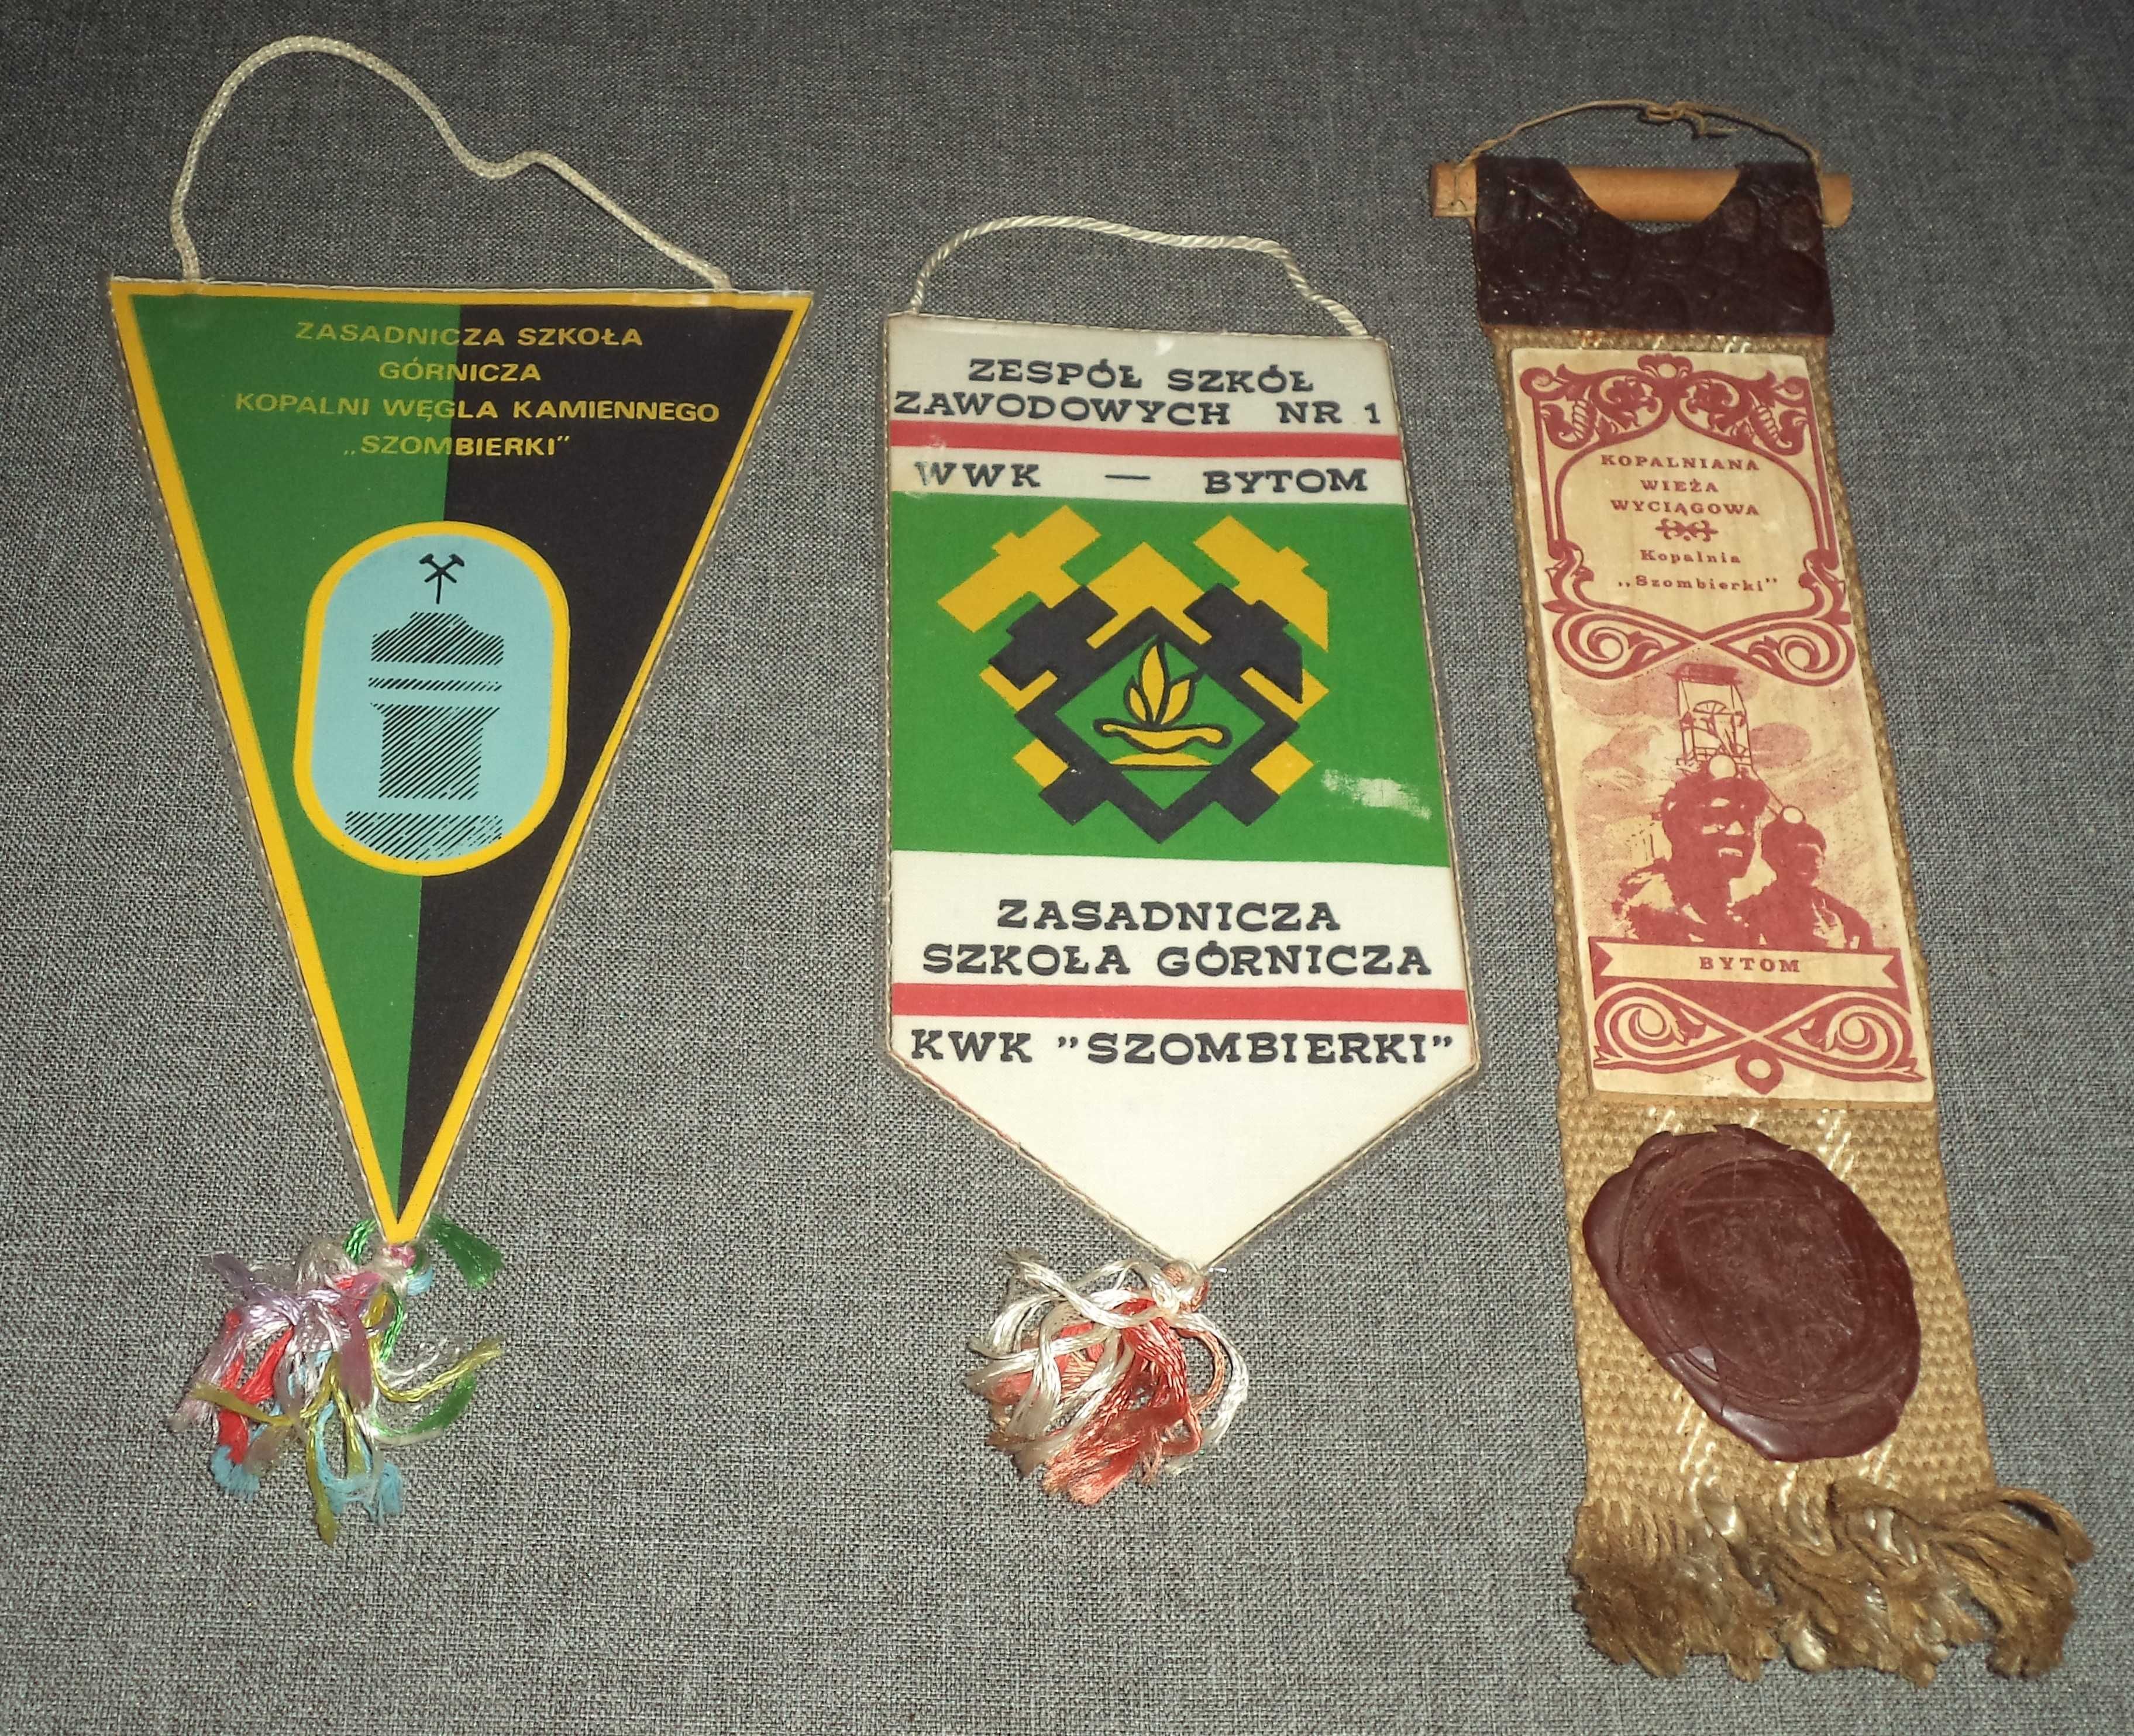 ZASADNICZA SZKOŁA
GÓRNICZA
KOPALNI WĘGLA KAMIENNEGO
„SZOMBIERKI”
ZESPÓŁ SZKÓŁ
ZAWODOWYCH NR 1
WWK — BYTOM
ZASADNICZA
SZKOŁA GÓRNICZA
KWK ”SZOMBIERKI”
KOPALNIANA
WIEŻA
WYCIĄGOWA
Kopalnia
„Szombierki”
BYTOM